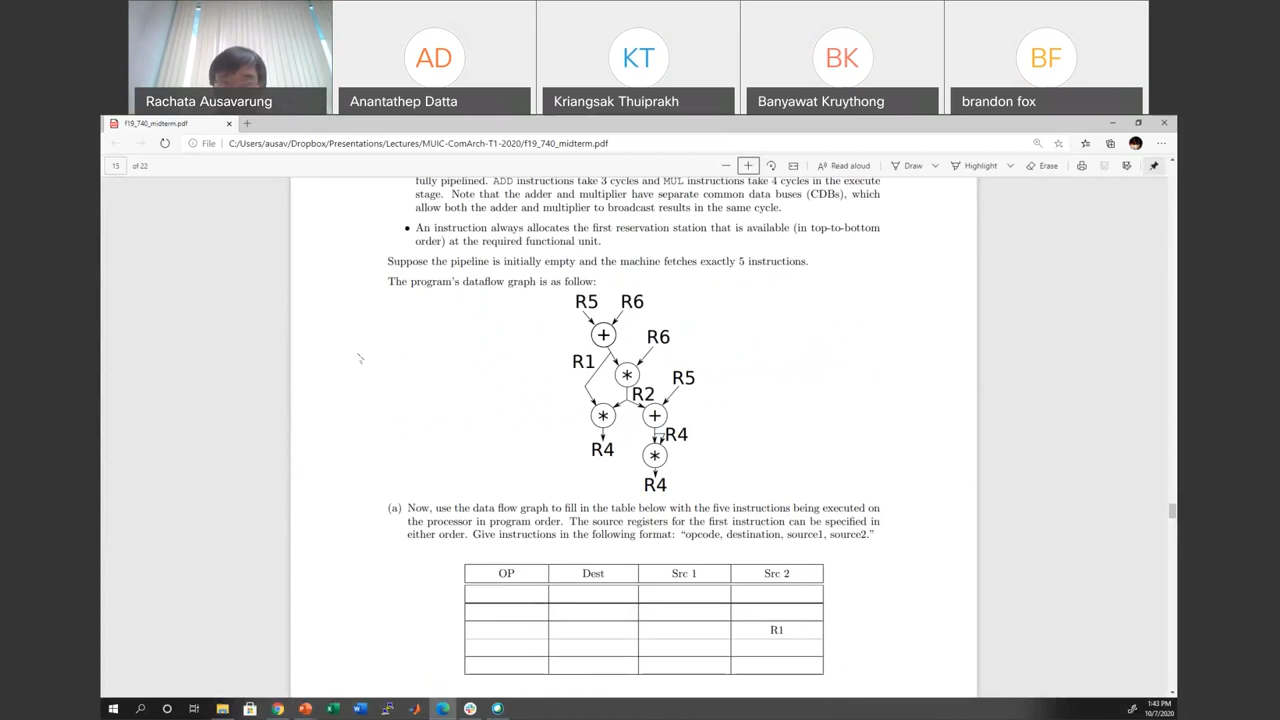 AD
KT
BK
BF
Rachata Ausavarung
Anantathep Datta
Kriangsak Thuiprakh
Banyawat Kruythong
brandon fox
f19_740_midterm.pdf
File
C:/Users/ausav/Dropbox/Presentations/Lectures/MUIC-ComArch-T1-2020/f19_740_midterm.pdf
15 of 22
Read aloud
Draw
Highlight
Erase
fully pipelined. ADD instructions take 3 cycles and MUL instructions take 4 cycles in the execute
stage. Note that the adder and multiplier have separate common data buses (CDBs), which
allow both the adder and multiplier to broadcast results in the same cycle.
• An instruction always allocates the first reservation station that is available (in top-to-bottom
order) at the required functional unit.
Suppose the pipeline is initially empty and the machine fetches exactly 5 instructions.
The program's dataflow graph is as follow:
R5 R6
+
R6
R1
*
R5
R2
* +
R4
R4
*
R4
(a) Now, use the data flow graph to fill in the table below with the five instructions being executed on
the processor in program order. The source registers for the first instruction can be specified in
either order. Give instructions in the following format: “opcode, destination, source1, source2.”
OP Dest Src 1 Src 2
R1
1:43 PM
10/7/2020